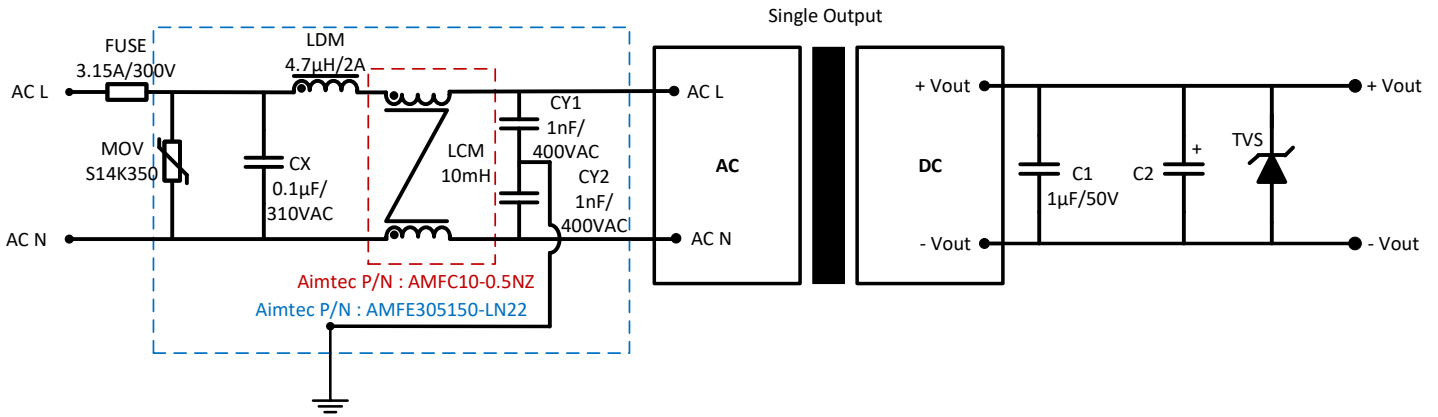 Single Output
FUSE
3.15A/300V
LDM
4.7µH/2A
AC L
AC L
CY1
1nF/
400VAC
+ Vout
+ Vout
MOV
S14K350
CX
0.1µF/
310VAC
LCM
10mH
CY2
1nF/
400VAC
AC
DC
C1
1µF/50V
+
C2
TVS
AC N
AC N
- Vout
- Vout
Aimtec P/N : AMFC10-0.5NZ
Aimtec P/N : AMFE305150-LN22